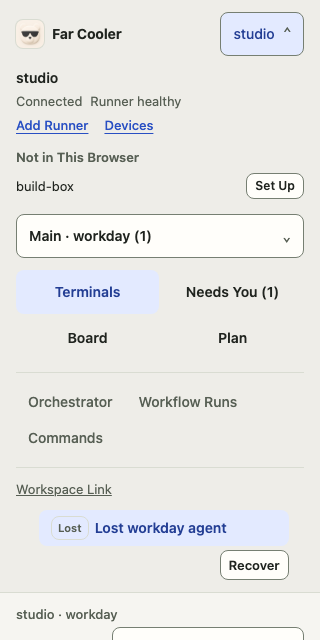 Far Cooler
studio
studio
Connected Runner healthy
Add Runner Devices
Not in This Browser
build-box
Set Up
Main · workday (1)
Terminals
Needs You (1)
Board
Plan
Orchestrator
Workflow Runs
Commands
Workspace Link
Lost
Lost workday agent
Recover
studio · workday